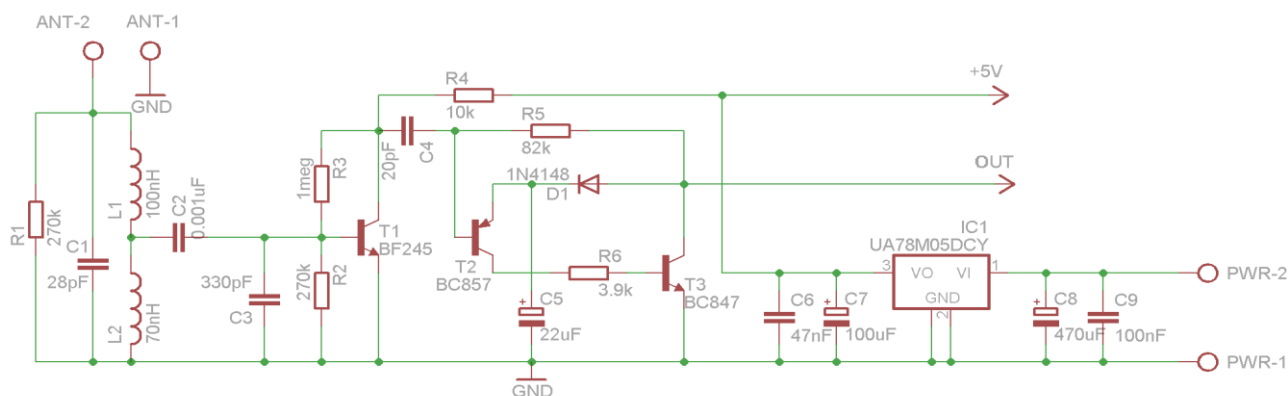 ANT-2
ANT-1
GND
R1
270k
C1
28pF
L1
100nH
L2
70nH
C2
0.001uF
330pF
C3
1meg
R3
270k
R2
T1
BF245
R4
10k
20pF
C4
R5
82k
1N4148
D1
T2
BC857
R6
3.9k
C5
22uF
GND
T3
BC847
+5V
OUT
IC1
UA78M05DCY
3
VO
VI
1
GND
2
C6
47nF
C7
100uF
C8
470uF
C9
100nF
PWR-2
PWR-1
+
+
+